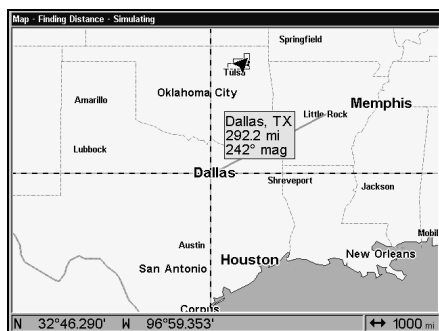 Map - Finding Distance - Simulating
Springfield
Tulsa
Amarillo
Oklahoma City
Memphis
Little Rock
Dallas, TX
292.2 mi
242° mag
Lubbock
Dallas
Shreveport
Jackson
Mobil
Austin
Houston
New Orleans
San Antonio
Corpus
N 32°46.290' W 96°59.353'
↔ 1000 mi